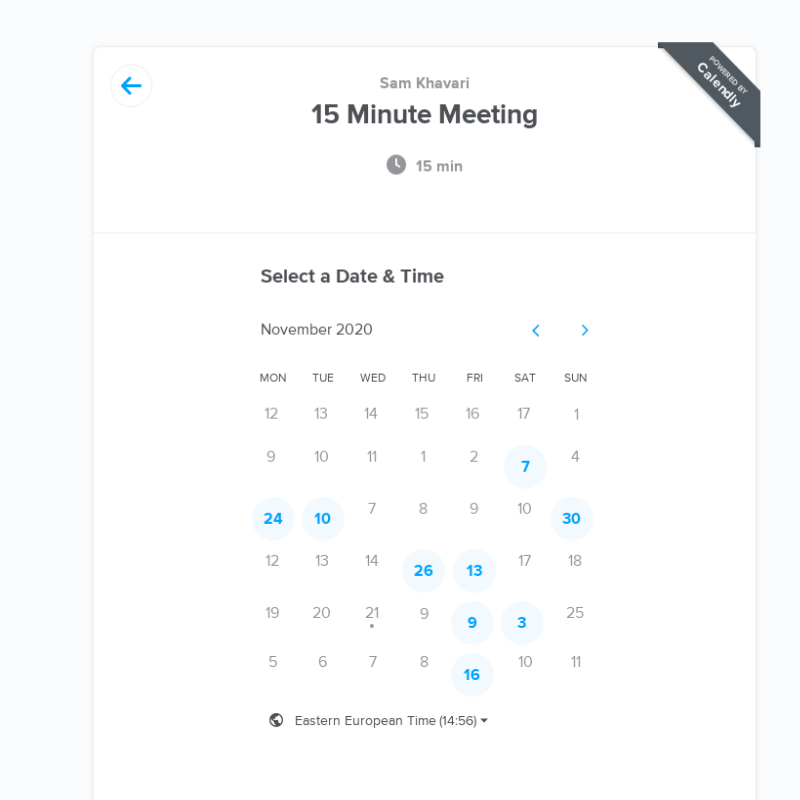 POWERED BY
Calendly
Sam Khavari
15 Minute Meeting
15 min
Select a Date & Time
November 2020
MON TUE WED THU FRI SAT SUN
12 13 14 15 16 17 1
9 10 11 1 2 7 4
24 10 7 8 9 10 30
12 13 14 26 13 17 18
19 20 21 9 9 3 25
5 6 7 8 16 10 11
Eastern European Time (14:56)